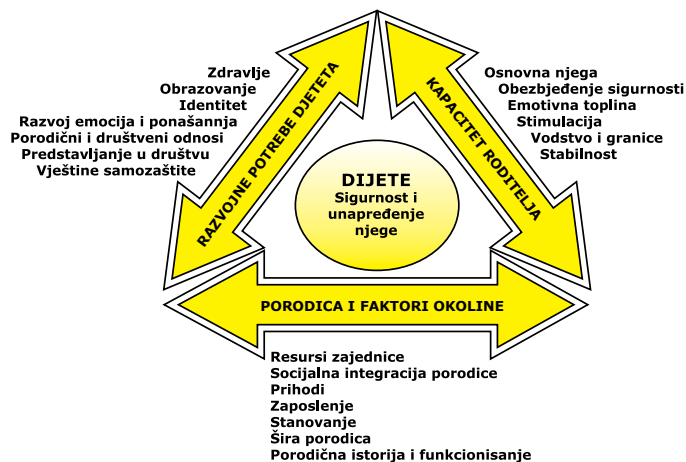 Zdravlje
Obrazovanje
Identitet
Razvoj emocija i ponašannja
Porodični i društveni odnosi
Predstavljanje u društvu
Vještine samozaštite
RAZVOJNE POTREBE DJETETA
KAPACITET RODITELJA
Osnovna njega
Obezbjeđenje sigurnosti
Emotivna toplina
Stimulacija
Vodstvo i granice
Stabilnost
DIJETE
Sigurnost i
unapređenje
njege
PORODICA I FAKTORI OKOLINE
Resursi zajednice
Socijalna integracija porodice
Prihodi
Zaposlenje
Stanovanje
Šira porodica
Porodična istorija i funkcionisanje